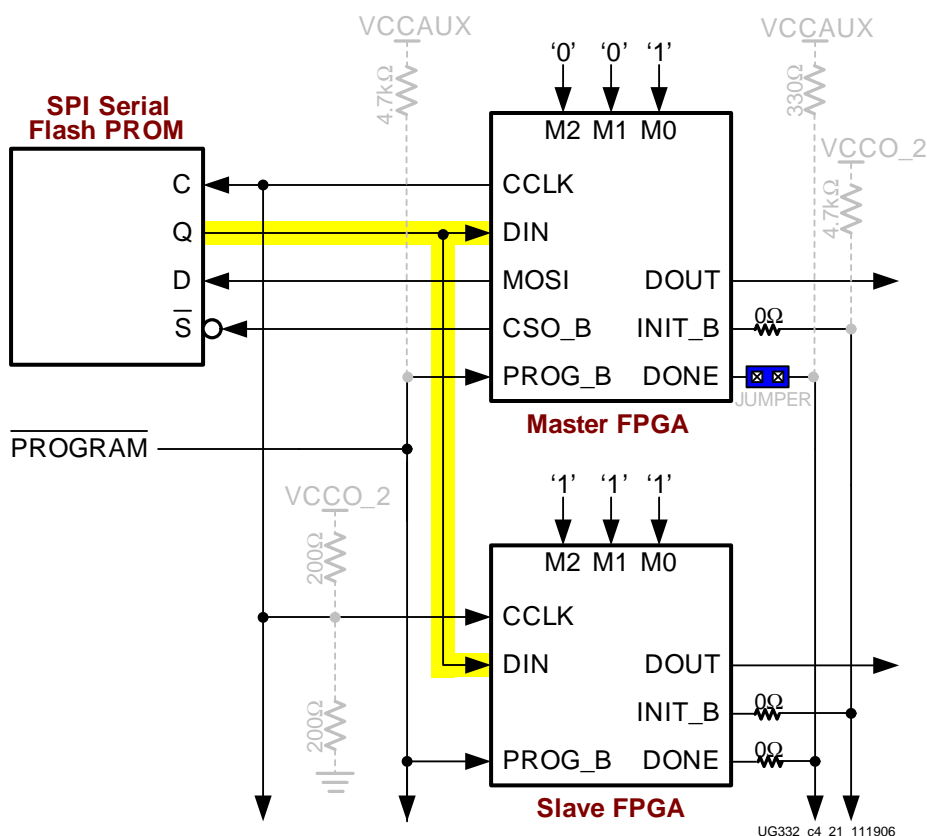 VCCAUX
4.7kΩ
‘0’ ‘0’ ‘1’
VCCAUX
330Ω
VCCO_2
4.7kΩ
SPI Serial
Flash PROM
C
Q
D
S
M2 M1 M0
CCLK
DIN
MOSI
CSO_B
PROG_B
DOUT
INIT_B
DONE
0Ω
JUMPER
Master FPGA
PROGRAM
VCCO_2
200Ω
200Ω
‘1’ ‘1’ ‘1’
M2 M1 M0
CCLK
DIN
PROG_B
DOUT
INIT_B
DONE
0Ω
0Ω
Slave FPGA
UG332_c4_21_111906